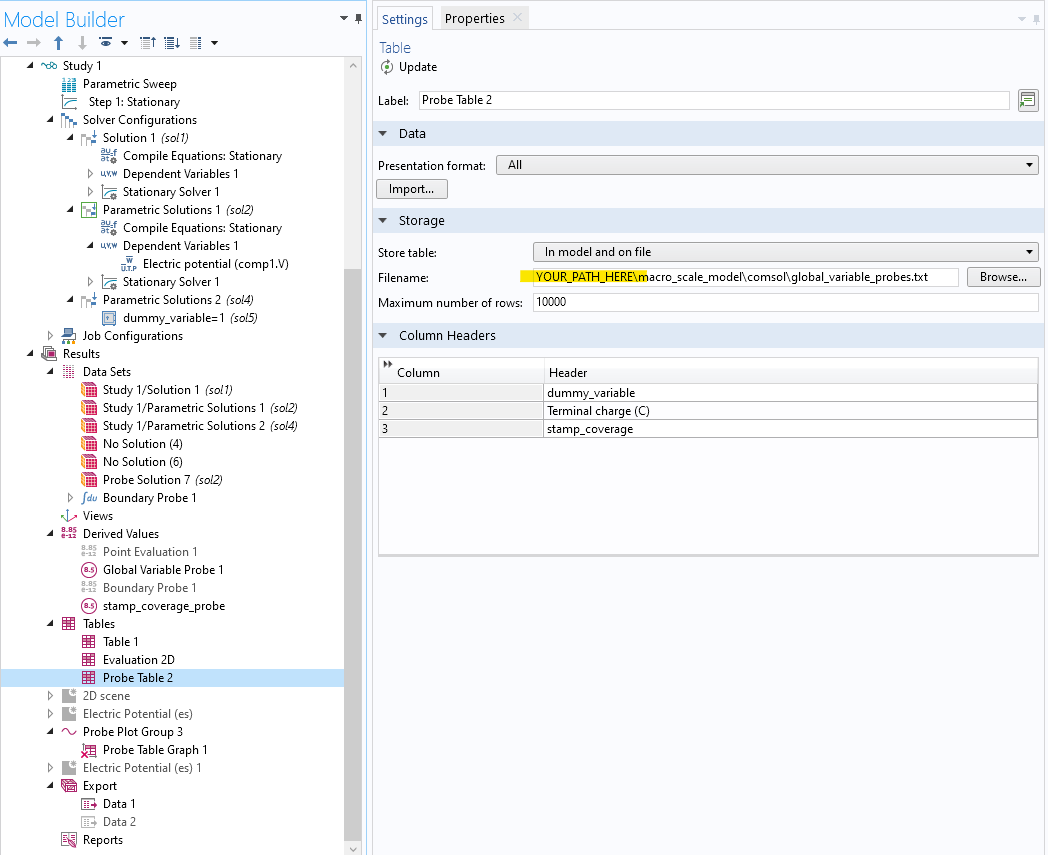 Model Builder
Study 1
Parametric Sweep
Step 1: Stationary
Solver Configurations
Solution 1 (sol1)
Compile Equations: Stationary
Dependent Variables 1
Stationary Solver 1
Parametric Solutions 1 (sol2)
Compile Equations: Stationary
Dependent Variables 1
Electric potential (comp1.V)
Stationary Solver 1
Parametric Solutions 2 (sol4)
dummy_variable=1 (sol5)
Job Configurations
Results
Data Sets
Study 1/Solution 1 (sol1)
Study 1/Parametric Solutions 1 (sol2)
Study 1/Parametric Solutions 2 (sol4)
No Solution (4)
No Solution (6)
Probe Solution 7 (sol2)
Boundary Probe 1
Views
Derived Values
Point Evaluation 1
Global Variable Probe 1
Boundary Probe 1
stamp_coverage_probe
Tables
Table 1
Evaluation 2D
Probe Table 2
2D scene
Electric Potential (es)
Probe Plot Group 3
Probe Table Graph 1
Electric Potential (es) 1
Export
Data 1
Data 2
Reports
Settings Properties
Table
Update
Label: Probe Table 2
Data
Presentation format: All
Import...
Storage
Store table: In model and on file
Filename: YOUR_PATH_HERE\macro_scale_model\comsol\global_variable_probes.txt Browse...
Maximum number of rows: 10000
Column Headers
Column Header
1 dummy_variable
2 Terminal charge (C)
3 stamp_coverage